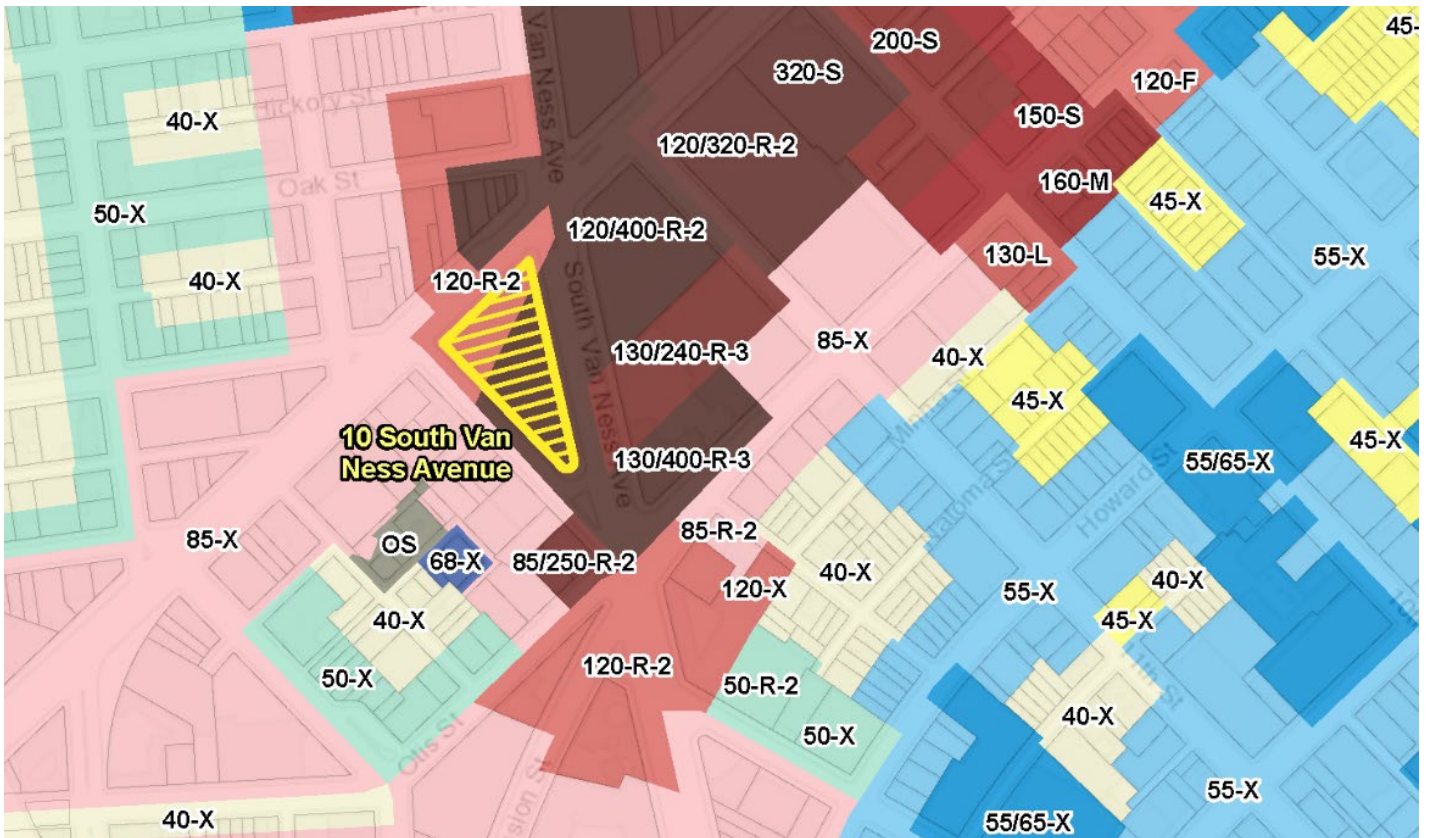 45-
200-S
320-S
120-F
Van Ness Ave
Hickory St
40-X
150-S
120/320-R-2
160-M
Oak St
45-X
50-X
120/400-R-2
130-L
55-X
40-X
120-R-2
South Van Ness Ave
85-X
130/240-R-3
40-X
45-X
10 South Van
Ness Avenue
130/400-R-3
45-X
55/65-X
Howard St
85-R-2
85-X
OS
68-X
85/250-R-2
40-X
40-X
120-X
55-X
45-X
40-X
120-R-2
50-X
50-R-2
40-X
50-X
Otis St
55-X
40-X
55/65-X